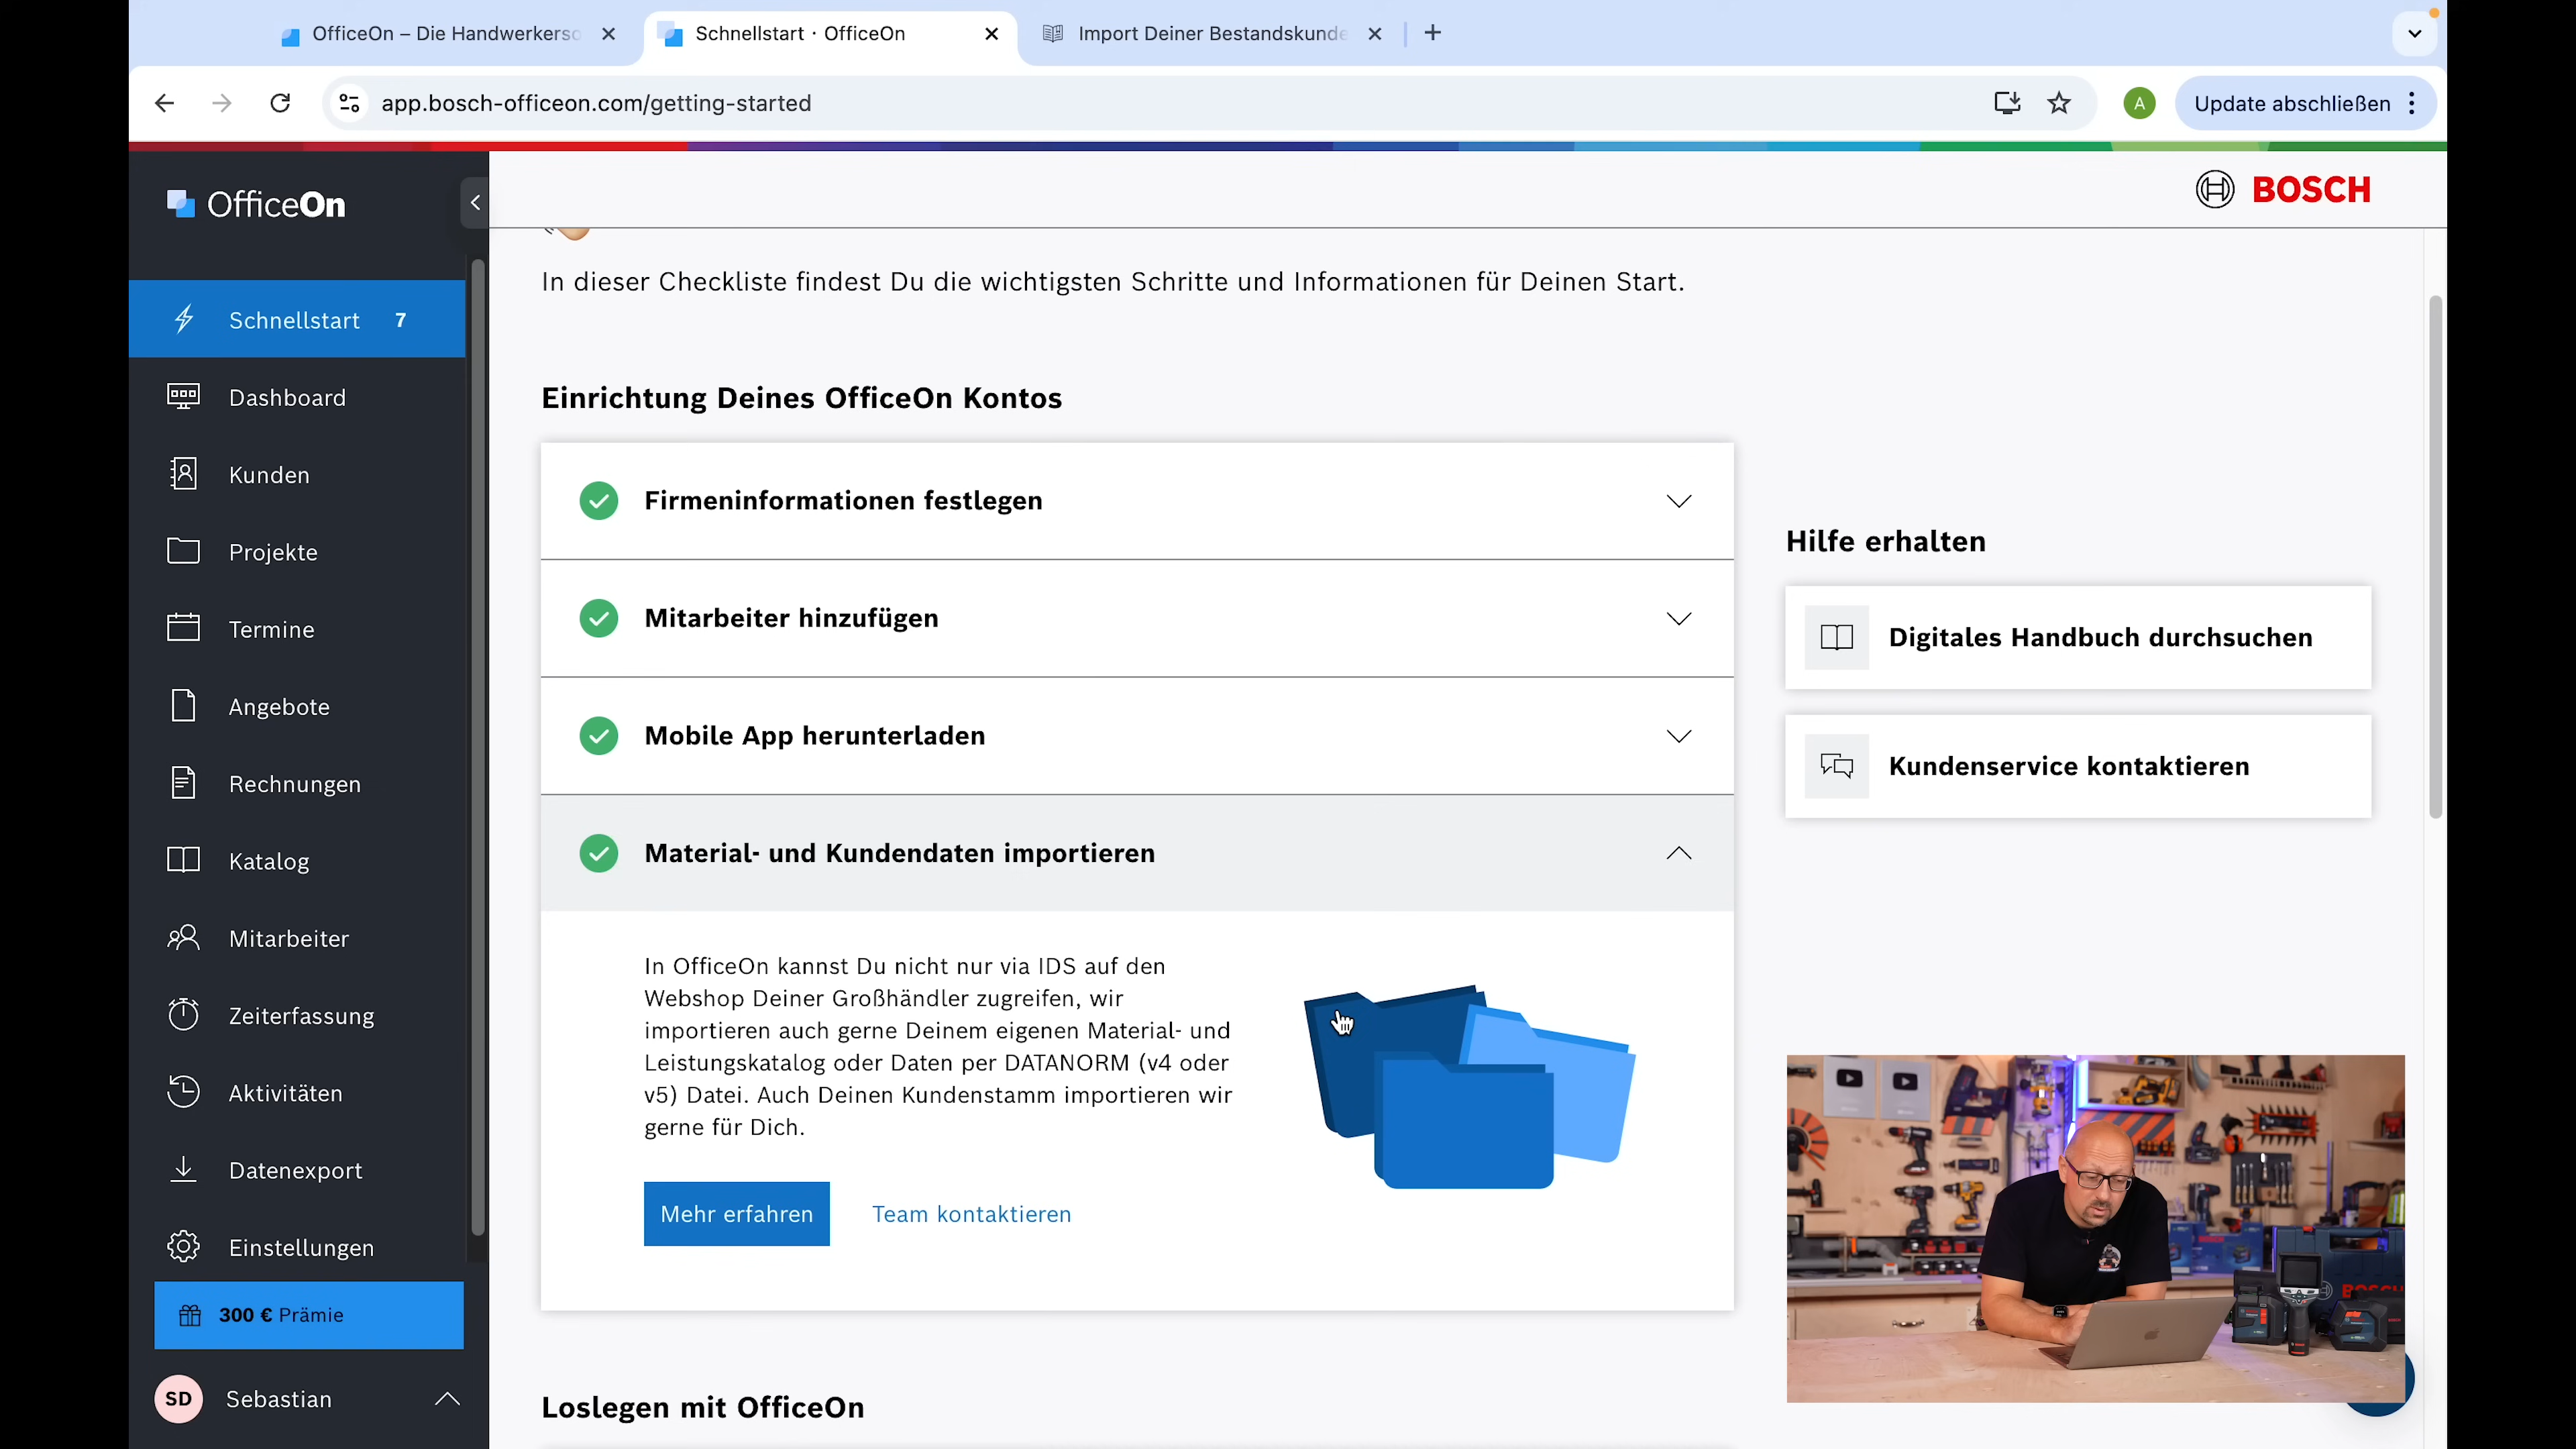 OfficeOn – Die Handwerkerso
Schnellstart · OfficeOn
Import Deiner Bestandskunde
app.bosch-officeon.com/getting-started
A
Update abschließen
OfficeOn
BOSCH
Schnellstart 7
Dashboard
Kunden
Projekte
Termine
Angebote
Rechnungen
Katalog
Mitarbeiter
Zeiterfassung
Aktivitäten
Datenexport
Einstellungen
300 € Prämie
SD Sebastian
In dieser Checkliste findest Du die wichtigsten Schritte und Informationen für Deinen Start.
Einrichtung Deines OfficeOn Kontos
Firmeninformationen festlegen
Mitarbeiter hinzufügen
Mobile App herunterladen
Material- und Kundendaten importieren
In OfficeOn kannst Du nicht nur via IDS auf den
Webshop Deiner Großhändler zugreifen, wir
importieren auch gerne Deinem eigenen Material- und
Leistungskatalog oder Daten per DATANORM (v4 oder
v5) Datei. Auch Deinen Kundenstamm importieren wir
gerne für Dich.
Mehr erfahren
Team kontaktieren
Loslegen mit OfficeOn
Hilfe erhalten
Digitales Handbuch durchsuchen
Kundenservice kontaktieren
BOSCH